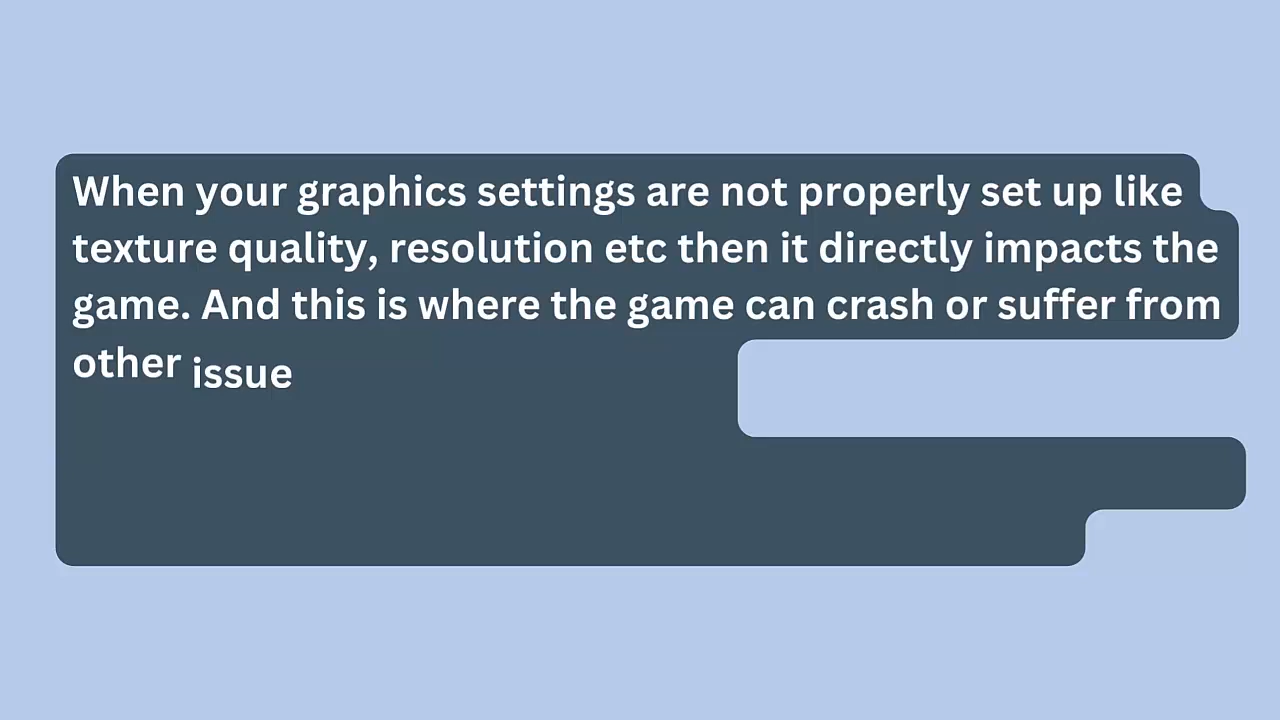 When your graphics settings are not properly set up like
texture quality, resolution etc then it directly impacts the
game. And this is where the game can crash or suffer from
other issue